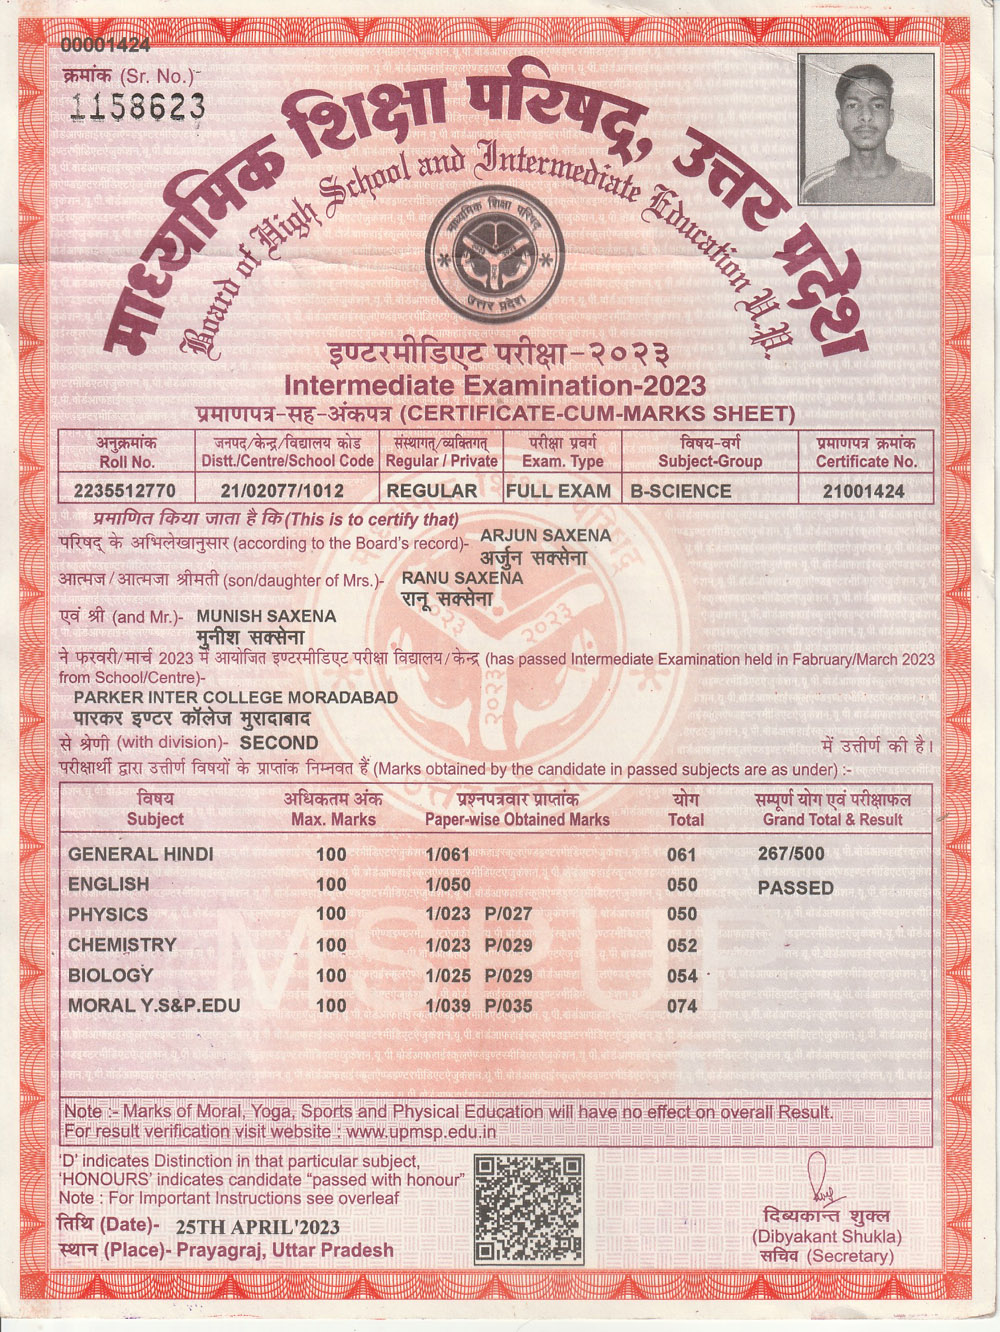 00001424
क्रमांक (Sr. No.)-
1158623
माध्यमिक शिक्षा परिषद्, उत्तर प्रदेश
Board of High School and Intermediate Education U.P.
माध्यमिक शिक्षा परिषद
उत्तर प्रदेश
इण्टरमीडिएट परीक्षा-२०२३
Intermediate Examination-2023
प्रमाणपत्र-सह-अंकपत्र (CERTIFICATE-CUM-MARKS SHEET)
अनुक्रमांक जनपद/केन्द्र/विद्यालय कोड संस्थागत/व्यक्तिगत् परीक्षा प्रवर्ग विषय-वर्ग प्रमाणपत्र क्रमांक
Roll No. Distt./Centre/School Code Regular / Private Exam. Type Subject-Group Certificate No.
2235512770 21/02077/1012 REGULAR FULL EXAM B-SCIENCE 21001424
प्रमाणित किया जाता है कि (This is to certify that)
ARJUN SAXENA
परिषद् के अभिलेखानुसार (according to the Board's record)-
अर्जुन सक्सेना
आत्मज/आत्मजा श्रीमती (son/daughter of Mrs.)- RANU SAXENA
रानू सक्सेना
एवं श्री (and Mr.)- MUNISH SAXENA
मुनीश सक्सेना
ने फरवरी/मार्च 2023 में आयोजित इण्टरमीडिएट परीक्षा विद्यालय/केन्द्र (has passed Intermediate Examination held in Fabruary/March 2023
from School/Centre)-
PARKER INTER COLLEGE MORADABAD
पारकर इण्टर कॉलेज मुरादाबाद
से श्रेणी (with division)- SECOND में उत्तीर्ण की है।
परीक्षार्थी द्वारा उत्तीर्ण विषयों के प्राप्तांक निम्नवत हैं (Marks obtained by the candidate in passed subjects are as under) :-
विषय अधिकतम अंक प्रश्नपत्रवार प्राप्तांक योग सम्पूर्ण योग एवं परीक्षाफल
Subject Max. Marks Paper-wise Obtained Marks Total Grand Total & Result
GENERAL HINDI 100 1/061 061 267/500
ENGLISH 100 1/050 050 PASSED
PHYSICS 100 1/023 P/027 050
CHEMISTRY 100 1/023 P/029 052
BIOLOGY 100 1/025 P/029 054
MORAL Y.S&P.EDU 100 1/039 P/035 074
Note :- Marks of Moral, Yoga, Sports and Physical Education will have no effect on overall Result.
For result verification visit website : www.upmsp.edu.in
'D' indicates Distinction in that particular subject,
'HONOURS' indicates candidate "passed with honour"
Note : For Important Instructions see overleaf
तिथि (Date)- 25TH APRIL'2023
स्थान (Place)- Prayagraj, Uttar Pradesh
दिब्यकान्त शुक्ल
(Dibyakant Shukla)
सचिव (Secretary)